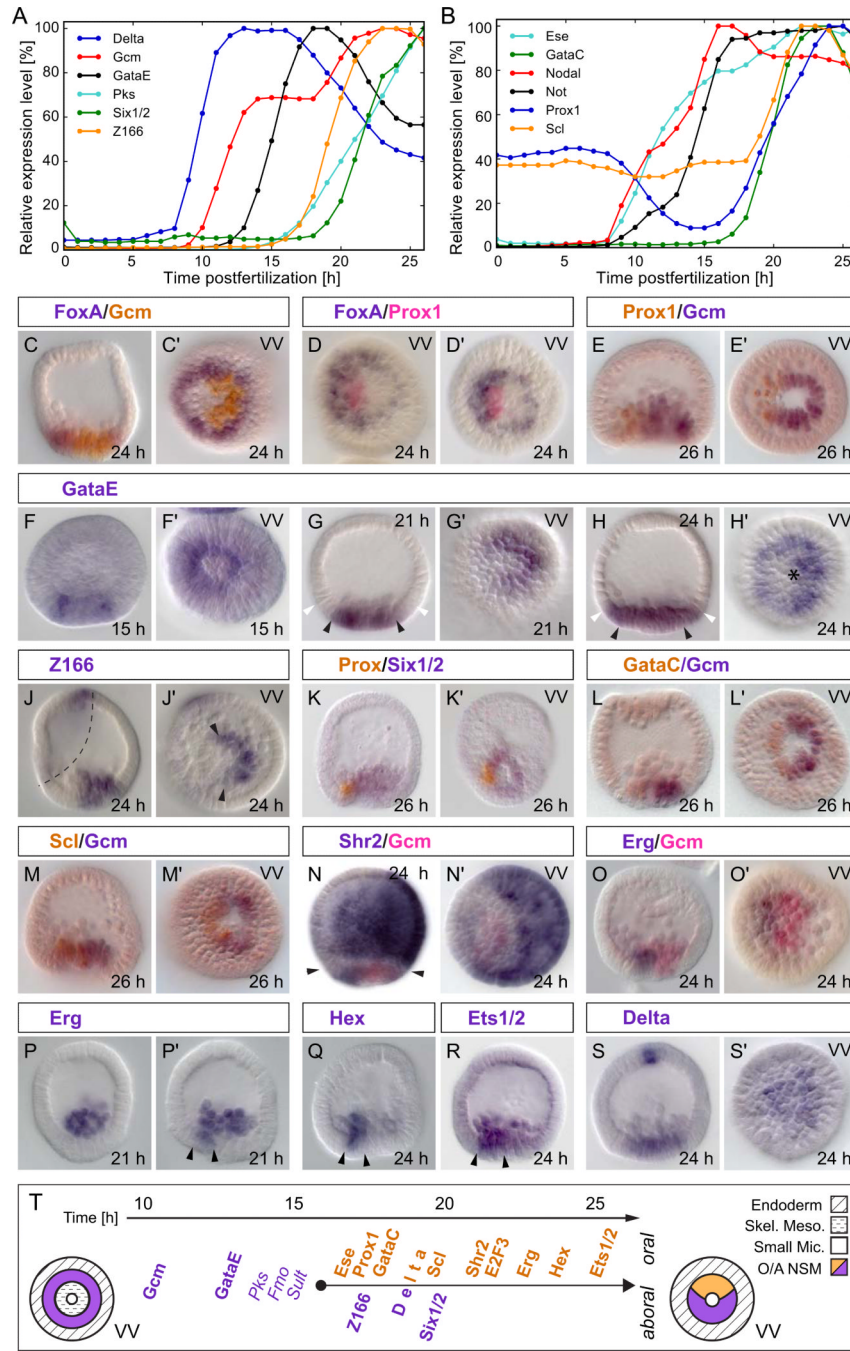 A
Relative expression level [%]
100
80
60
40
20
0
Delta
Gcm
GataE
Pks
Six1/2
Z166
0 5 10 15 20 25
Time postfertilization [h]
B
Relative expression level [%]
100
80
60
40
20
0
Ese
GataC
Nodal
Not
Prox1
Scl
0 5 10 15 20 25
Time postfertilization [h]
FoxA/Gcm
FoxA/Prox1
Prox1/Gcm
C 24 h
C' VV 24 h
D VV 24 h
D' VV 24 h
E 26 h
E' VV 26 h
GataE
F 15 h
F' VV 15 h
G 21 h
G' VV 21 h
H 24 h
H' VV * 24 h
Z166
Prox/Six1/2
GataC/Gcm
J 24 h
J' VV 24 h
K 26 h
K' VV 26 h
L 26 h
L' VV 26 h
Scl/Gcm
Shr2/Gcm
Erg/Gcm
M 26 h
M' VV 26 h
N 24 h
N' VV 24 h
O 24 h
O' VV 24 h
Erg
Hex
Ets1/2
Delta
P 21 h
P' 21 h
Q 24 h
R 24 h
S 24 h
S' VV 24 h
T
Time [h]
10 15 20 25
Gcm
GataE
Pks
Fmo
Sult
Ese
Prox1
GataC
Delta
Scl
Shr2
E2F3
Erg
Hex
Ets1/2
Z166
Six1/2
oral
aboral
VV
VV
Endoderm
Skel. Meso.
Small Mic.
O/A NSM